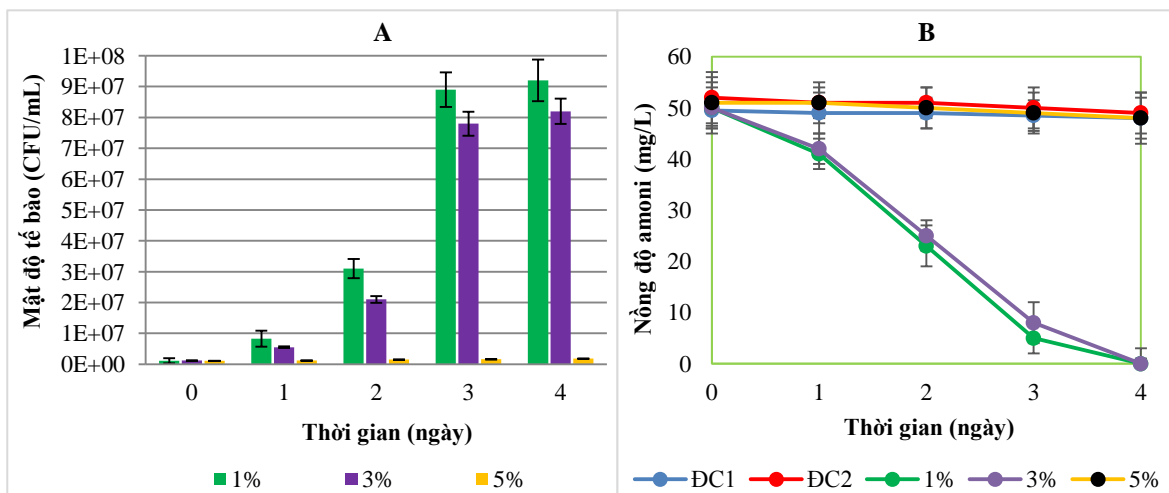 A
1E+08
9E+07
8E+07
7E+07
6E+07
5E+07
4E+07
3E+07
2E+07
1E+07
0E+00
Mật độ tế bào (CFU/mL)
0 1 2 3 4
Thời gian (ngày)
1% 3% 5%
B
60
50
40
30
20
10
0
Nồng độ amoni (mg/L)
0 1 2 3 4
Thời gian (ngày)
ĐC1 ĐC2 1% 3% 5%